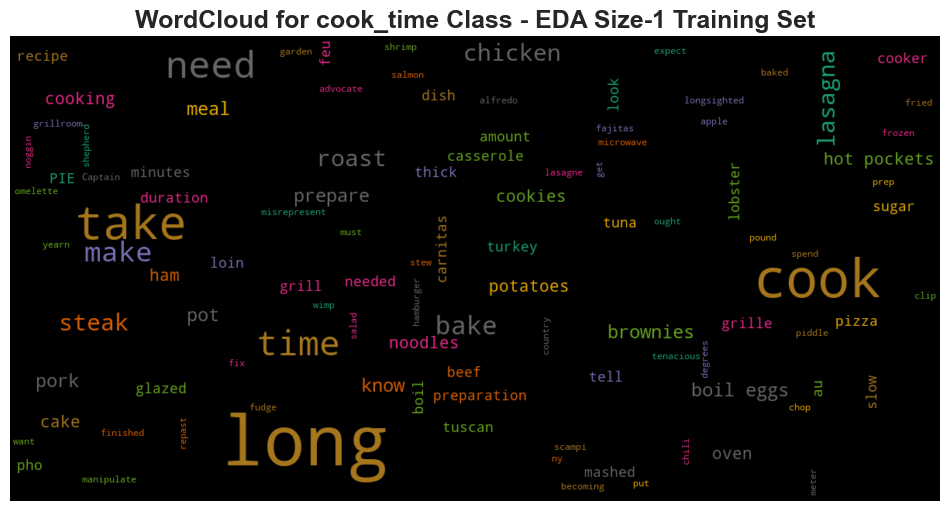 WordCloud for cook_time Class - EDA Size-1 Training Set
recipe
garden
feu
shrimp
chicken
expect
lasagna
cooker
need
salmon
baked
advocate
look
cooking
meal
dish
alfredo
longsighted
fried
grillroom
apple
noggin
shepherd
amount
fajitas
frozen
microwave
roast
casserole
hot pockets
PIE
Captain
minutes
thick
lasagne
get
omelette
duration
prepare
cookies
lobster
prep
sugar
take
misrepresent
tuna
ought
yearn
make
must
carnitas
turkey
pound
ham
loin
stew
spend
cook
grill
needed
potatoes
clip
steak
pot
wimp
hamburger
salad
time
bake
country
brownies
grille
pizza
piddle
noodles
tenacious
degrees
fix
pork
glazed
know
beef
tell
boil eggs
au
slow
boil
preparation
cake
fudge
chop
want
finished
repast
long
tuscan
scampi
chili
oven
pho
ny
mashed
manipulate
becoming
put
meter